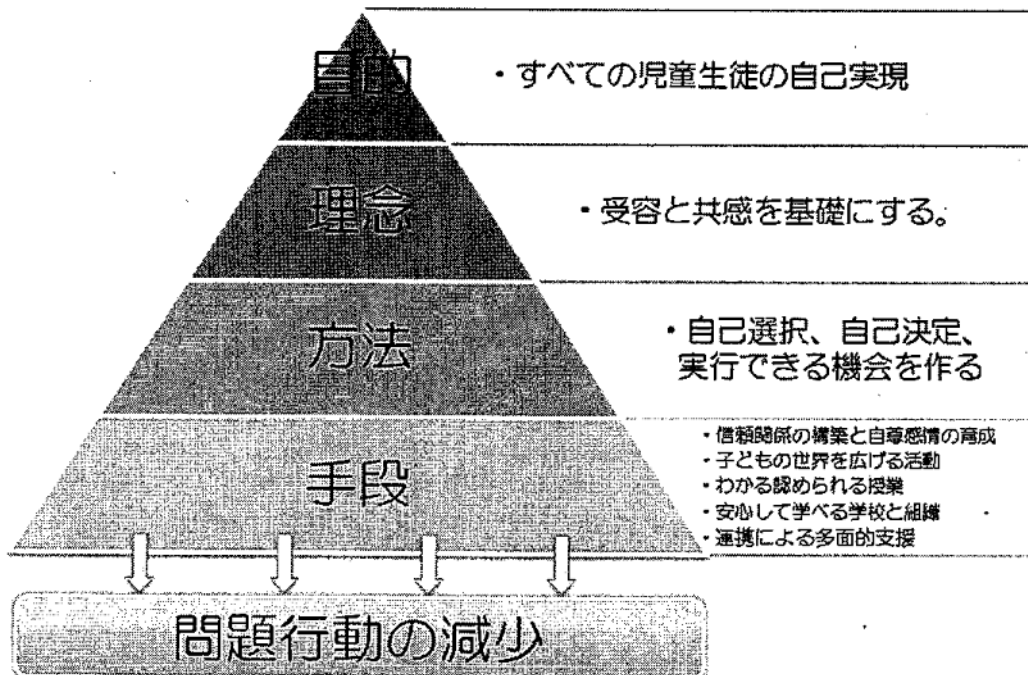 目的
・すべての児童生徒の自己実現
理念
・受容と共感を基礎にする。
方法
・自己選択、自己決定、
実行できる機会を作る
手段
・信頼関係の構築と自尊感情の育成
・子どもの世界を広げる活動
・わかる認められる授業
・安心して学べる学校と組織
・連携による多面的支援
問題行動の減少